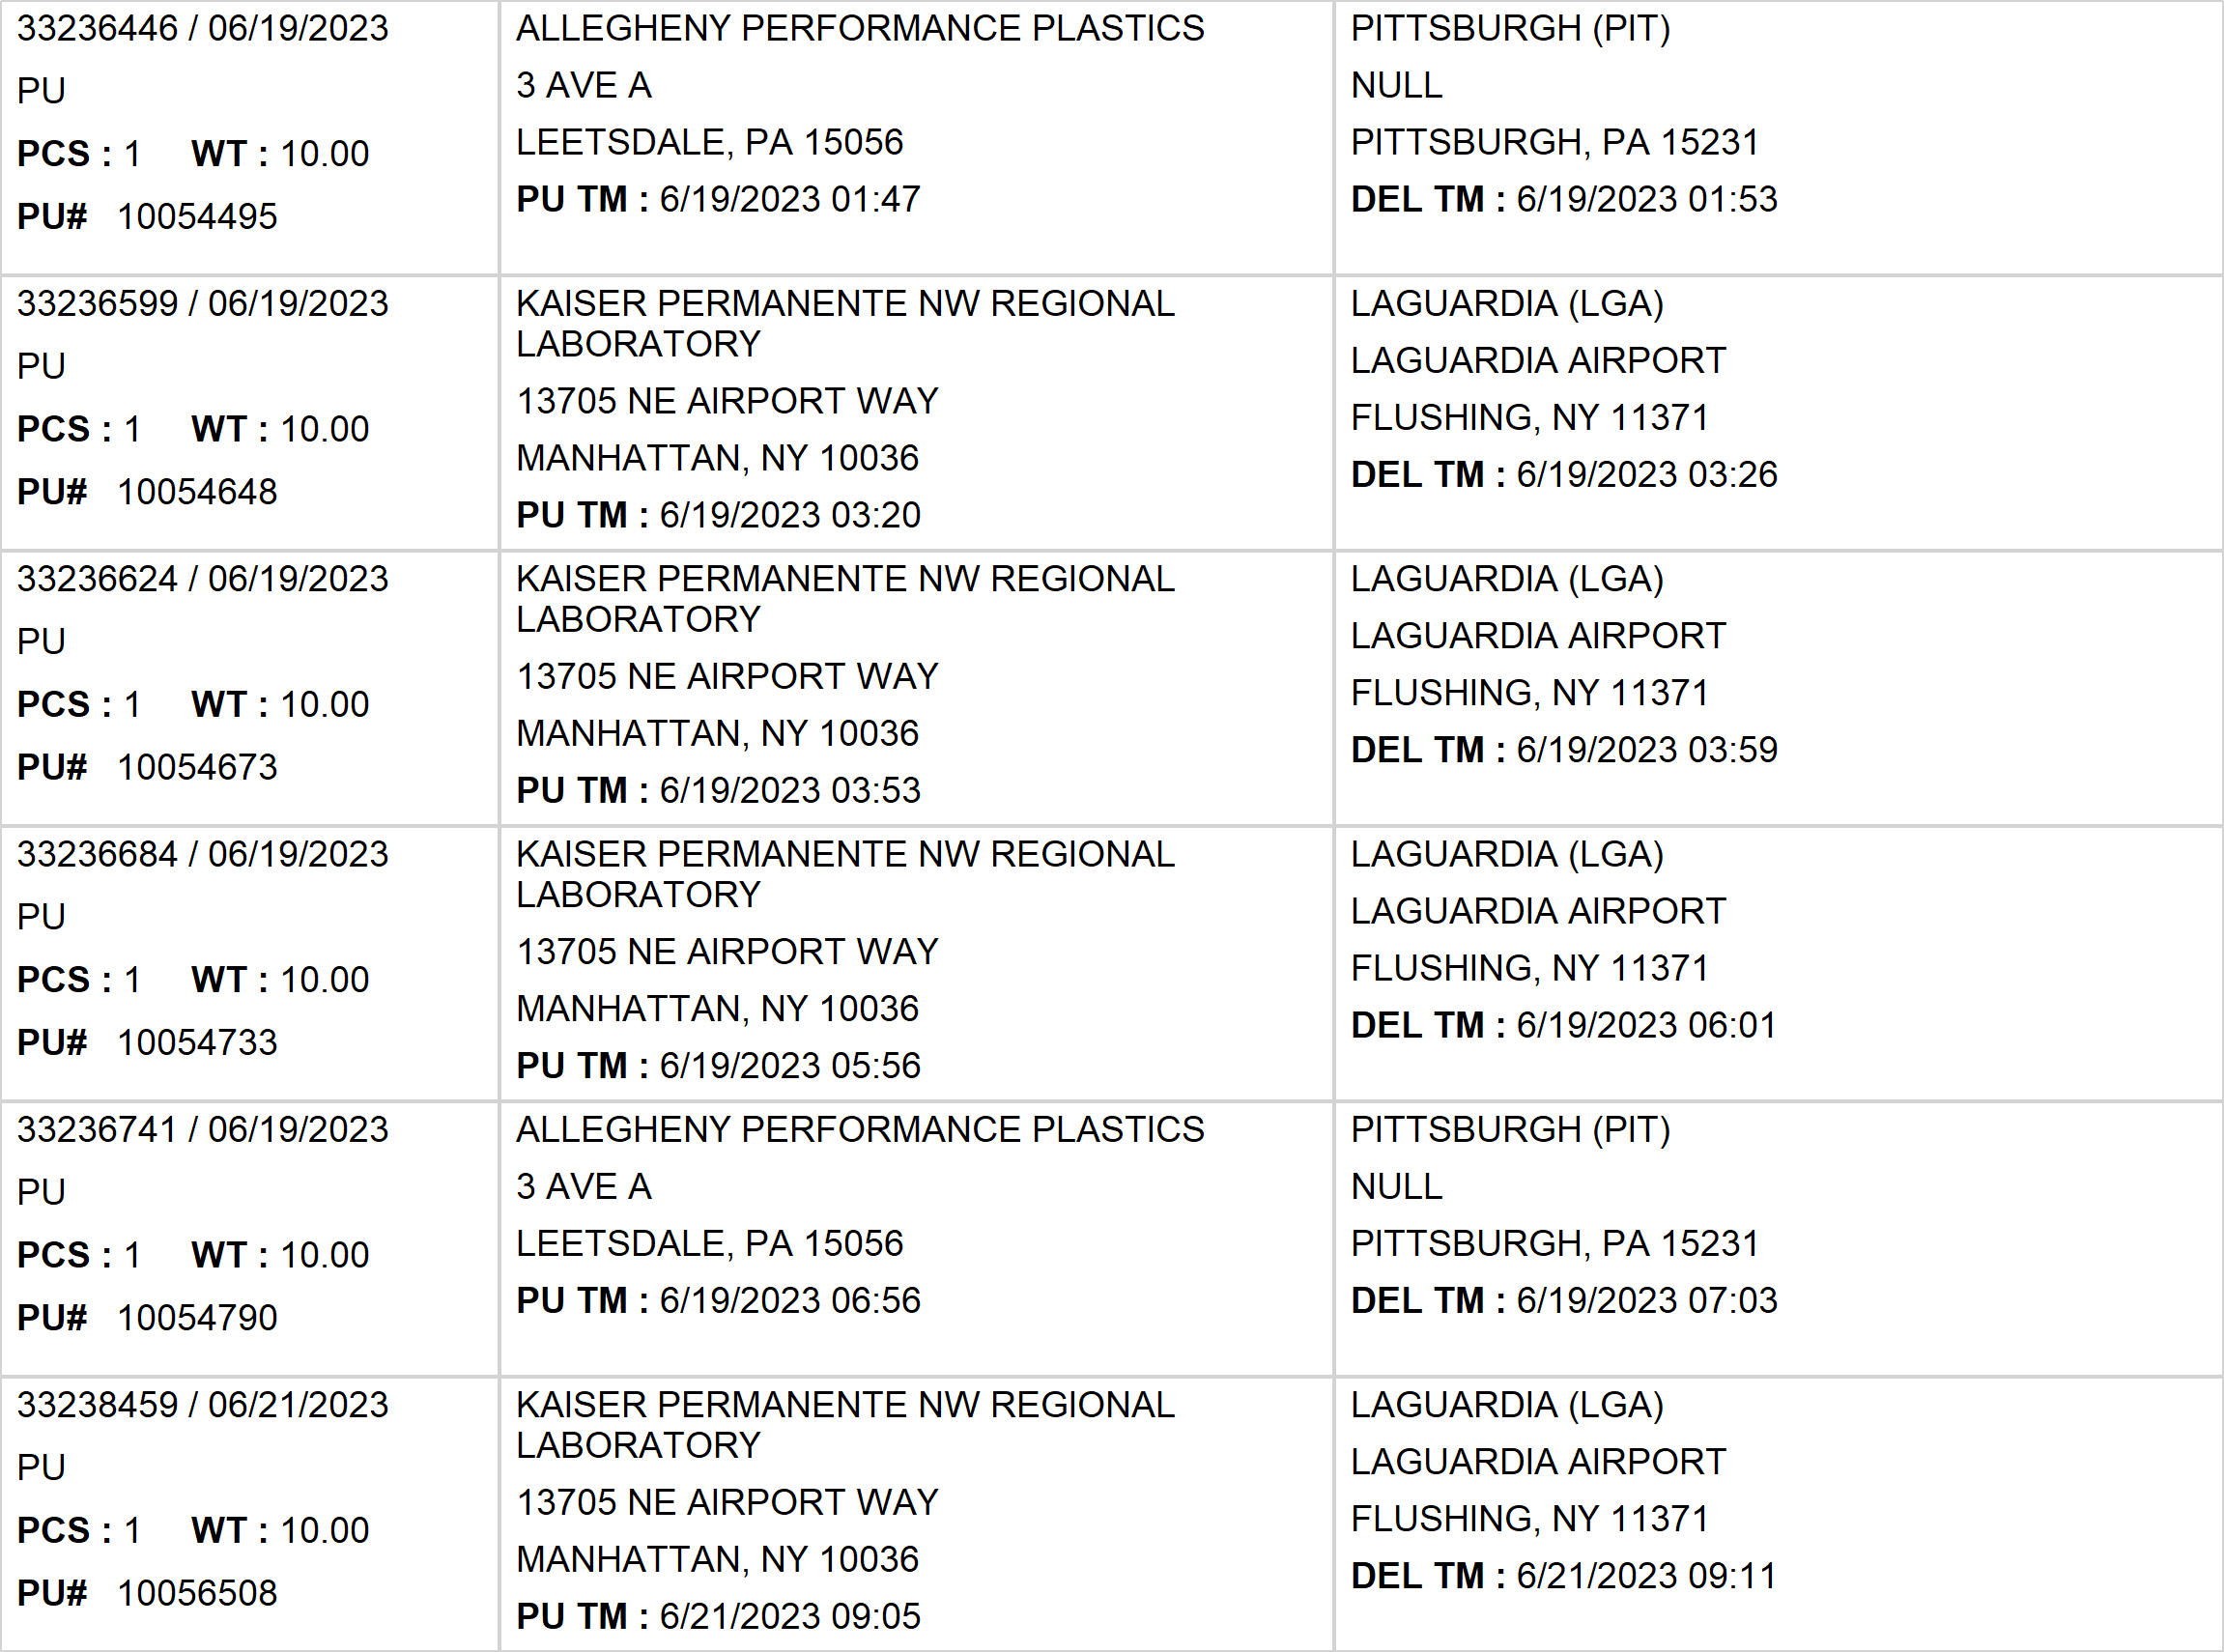 33236446 / 06/19/2023
PU
PCS : 1 WT : 10.00
PU# 10054495
ALLEGHENY PERFORMANCE PLASTICS
3 AVE A
LEETSDALE, PA 15056
PU TM : 6/19/2023 01:47
PITTSBURGH (PIT)
NULL
PITTSBURGH, PA 15231
DEL TM : 6/19/2023 01:53
33236599 / 06/19/2023
PU
PCS : 1 WT : 10.00
PU# 10054648
KAISER PERMANENTE NW REGIONAL
LABORATORY
13705 NE AIRPORT WAY
MANHATTAN, NY 10036
PU TM : 6/19/2023 03:20
LAGUARDIA (LGA)
LAGUARDIA AIRPORT
FLUSHING, NY 11371
DEL TM : 6/19/2023 03:26
33236624 / 06/19/2023
PU
PCS : 1 WT : 10.00
PU# 10054673
KAISER PERMANENTE NW REGIONAL
LABORATORY
13705 NE AIRPORT WAY
MANHATTAN, NY 10036
PU TM : 6/19/2023 03:53
LAGUARDIA (LGA)
LAGUARDIA AIRPORT
FLUSHING, NY 11371
DEL TM : 6/19/2023 03:59
33236684 / 06/19/2023
PU
PCS : 1 WT : 10.00
PU# 10054733
KAISER PERMANENTE NW REGIONAL
LABORATORY
13705 NE AIRPORT WAY
MANHATTAN, NY 10036
PU TM : 6/19/2023 05:56
LAGUARDIA (LGA)
LAGUARDIA AIRPORT
FLUSHING, NY 11371
DEL TM : 6/19/2023 06:01
33236741 / 06/19/2023
PU
PCS : 1 WT : 10.00
PU# 10054790
ALLEGHENY PERFORMANCE PLASTICS
3 AVE A
LEETSDALE, PA 15056
PU TM : 6/19/2023 06:56
PITTSBURGH (PIT)
NULL
PITTSBURGH, PA 15231
DEL TM : 6/19/2023 07:03
33238459 / 06/21/2023
PU
PCS : 1 WT : 10.00
PU# 10056508
KAISER PERMANENTE NW REGIONAL
LABORATORY
13705 NE AIRPORT WAY
MANHATTAN, NY 10036
PU TM : 6/21/2023 09:05
LAGUARDIA (LGA)
LAGUARDIA AIRPORT
FLUSHING, NY 11371
DEL TM : 6/21/2023 09:11